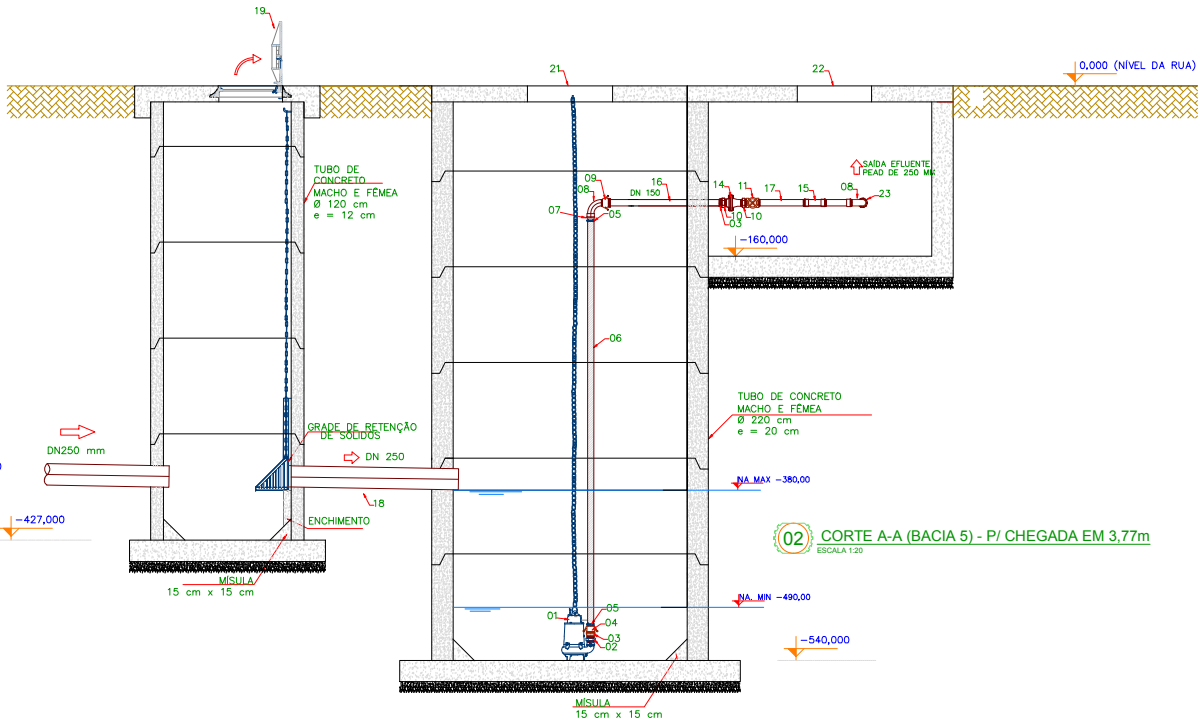 19
21
22
0.000 (NÍVEL DA RUA)
TUBO DE
CONCRETO
MACHO E FÊMEA
Ø 120 cm
e = 12 cm
09
08
07
05
16
DN 150
14
11
10
03
10
17
15
08
23
SAÍDA EFLUENTE
PEAD DE 250 MM
-160,000
06
TUBO DE CONCRETO
MACHO E FÊMEA
Ø 220 cm
e = 20 cm
GRADE DE RETENÇÃO
DE SÓLIDOS
DN250 mm
DN 250
18
NA MAX -380,00
-427,000
ENCHIMENTO
02
CORTE A-A (BACIA 5) - P/ CHEGADA EM 3,77m
ESCALA 1:20
MÍSULA
15 cm x 15 cm
NA. MIN -490,00
01
05
04
03
02
-540,000
MÍSULA
15 cm x 15 cm